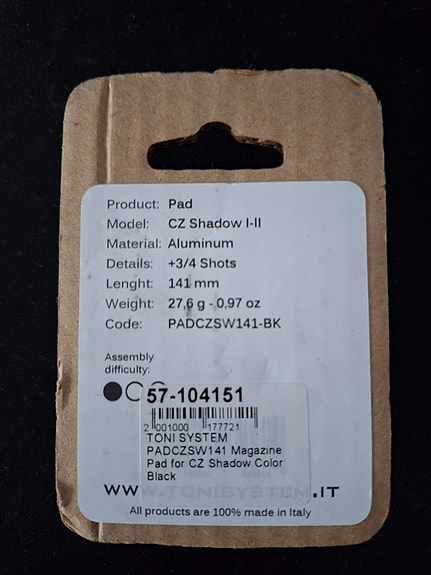 Product: Pad
Model: CZ Shadow I-II
Material: Aluminum
Details: +3/4 Shots
Lenght: 141 mm
Weight: 27,6 g - 0,97 oz
Code: PADCZSW141-BK
Assembly
difficulty:
57-104151
2 001000 177721
TONI SYSTEM
PADCZSW141 Magazine
Pad for CZ Shadow Color
Black
WWW.TONISYSTEM.IT
All products are 100% made in Italy